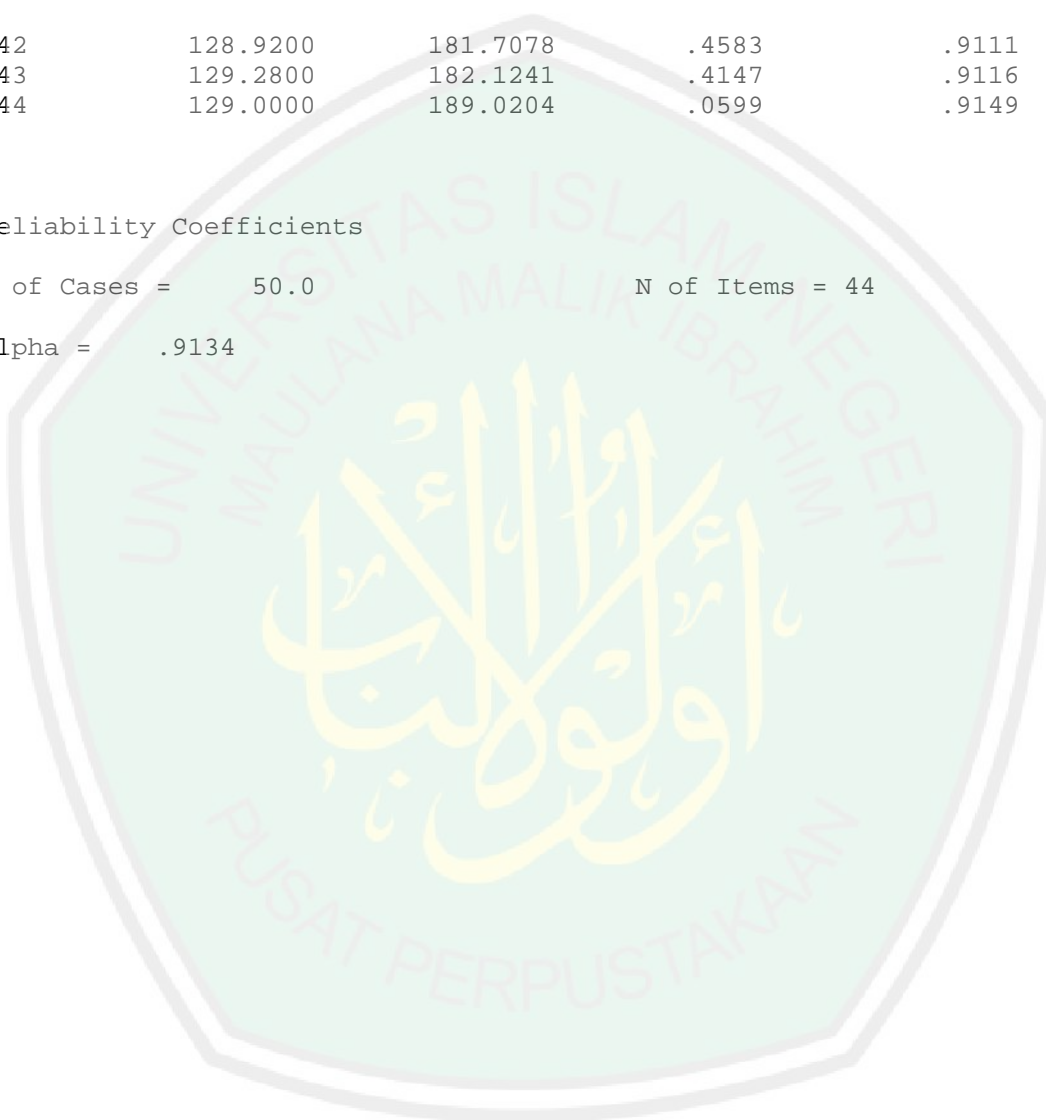 42 128.9200 181.7078 .4583 .9111
43 129.2800 182.1241 .4147 .9116
44 129.0000 189.0204 .0599 .9149
eliability Coefficients
of Cases = 50.0 N of Items = 44
lpha = .9134
UNIVERSITAS ISLAM NEGERI
MAULANA MALIK IBRAHIM
أولو الألباب
PUSAT PERPUSTAKAAN